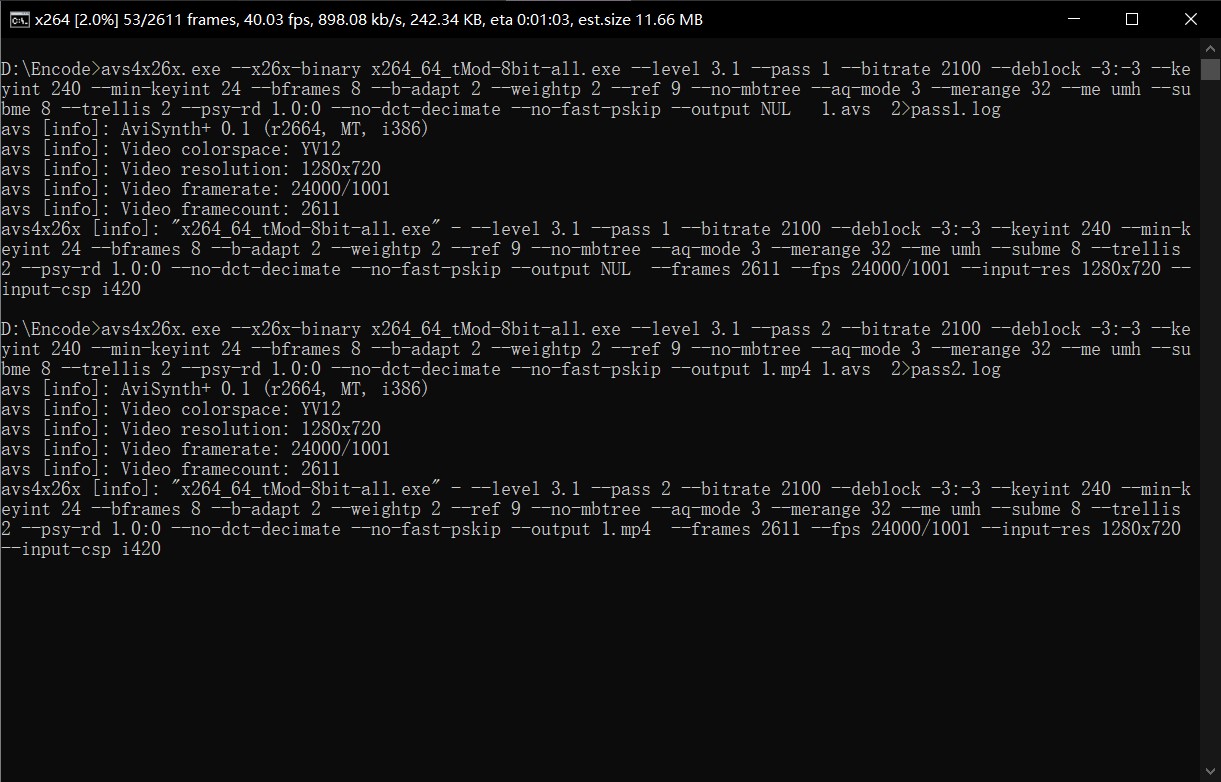 x264 [2.0%] 53/2611 frames, 40.03 fps, 898.08 kb/s, 242.34 KB, eta 0:01:03, est.size 11.66 MB
D:\Encode>avs4x26x.exe --x26x-binary x264_64_tMod-8bit-all.exe --level 3.1 --pass 1 --bitrate 2100 --deblock -3:-3 --ke
yint 240 --min-keyint 24 --bframes 8 --b-adapt 2 --weightp 2 --ref 9 --no-mbtree --aq-mode 3 --merange 32 --me umh --su
bme 8 --trellis 2 --psy-rd 1.0:0 --no-dct-decimate --no-fast-pskip --output NUL   1.avs  2>pass1.log
avs [info]: AviSynth+ 0.1 (r2664, MT, i386)
avs [info]: Video colorspace: YV12
avs [info]: Video resolution: 1280x720
avs [info]: Video framerate: 24000/1001
avs [info]: Video framecount: 2611
avs4x26x [info]: "x264_64_tMod-8bit-all.exe" - --level 3.1 --pass 1 --bitrate 2100 --deblock -3:-3 --keyint 240 --min-k
eyint 24 --bframes 8 --b-adapt 2 --weightp 2 --ref 9 --no-mbtree --aq-mode 3 --merange 32 --me umh --subme 8 --trellis
2 --psy-rd 1.0:0 --no-dct-decimate --no-fast-pskip --output NUL  --frames 2611 --fps 24000/1001 --input-res 1280x720 --
input-csp i420
D:\Encode>avs4x26x.exe --x26x-binary x264_64_tMod-8bit-all.exe --level 3.1 --pass 2 --bitrate 2100 --deblock -3:-3 --ke
yint 240 --min-keyint 24 --bframes 8 --b-adapt 2 --weightp 2 --ref 9 --no-mbtree --aq-mode 3 --merange 32 --me umh --su
bme 8 --trellis 2 --psy-rd 1.0:0 --no-dct-decimate --no-fast-pskip --output 1.mp4 1.avs  2>pass2.log
avs [info]: AviSynth+ 0.1 (r2664, MT, i386)
avs [info]: Video colorspace: YV12
avs [info]: Video resolution: 1280x720
avs [info]: Video framerate: 24000/1001
avs [info]: Video framecount: 2611
avs4x26x [info]: "x264_64_tMod-8bit-all.exe" - --level 3.1 --pass 2 --bitrate 2100 --deblock -3:-3 --keyint 240 --min-k
eyint 24 --bframes 8 --b-adapt 2 --weightp 2 --ref 9 --no-mbtree --aq-mode 3 --merange 32 --me umh --subme 8 --trellis
2 --psy-rd 1.0:0 --no-dct-decimate --no-fast-pskip --output 1.mp4  --frames 2611 --fps 24000/1001 --input-res 1280x720
--input-csp i420